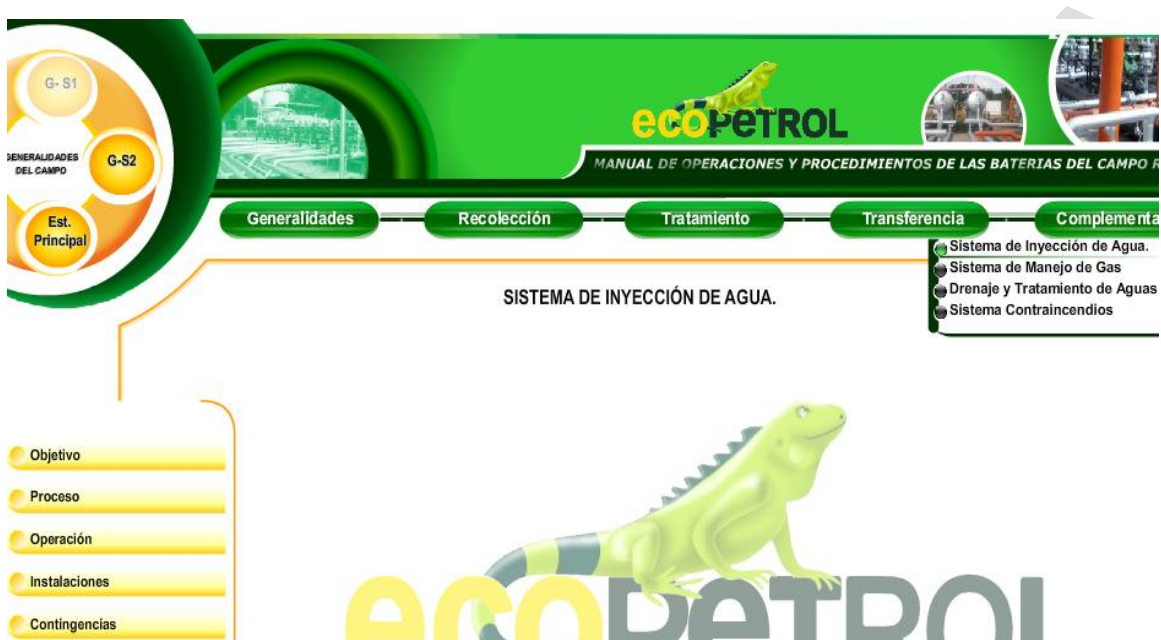 G- S1
GENERALIDADES
DEL CAMPO
G-S2
Est.
Principal
ecoPETROL
MANUAL DE OPERACIONES Y PROCEDIMIENTOS DE LAS BATERIAS DEL CAMPO R
Generalidades
Recolección
Tratamiento
Transferencia
Complementa
Sistema de Inyección de Agua.
Sistema de Manejo de Gas
Drenaje y Tratamiento de Aguas
Sistema Contraincendios
SISTEMA DE INYECCIÓN DE AGUA.
Objetivo
Proceso
Operación
Instalaciones
Contingencias
ecoPETROL